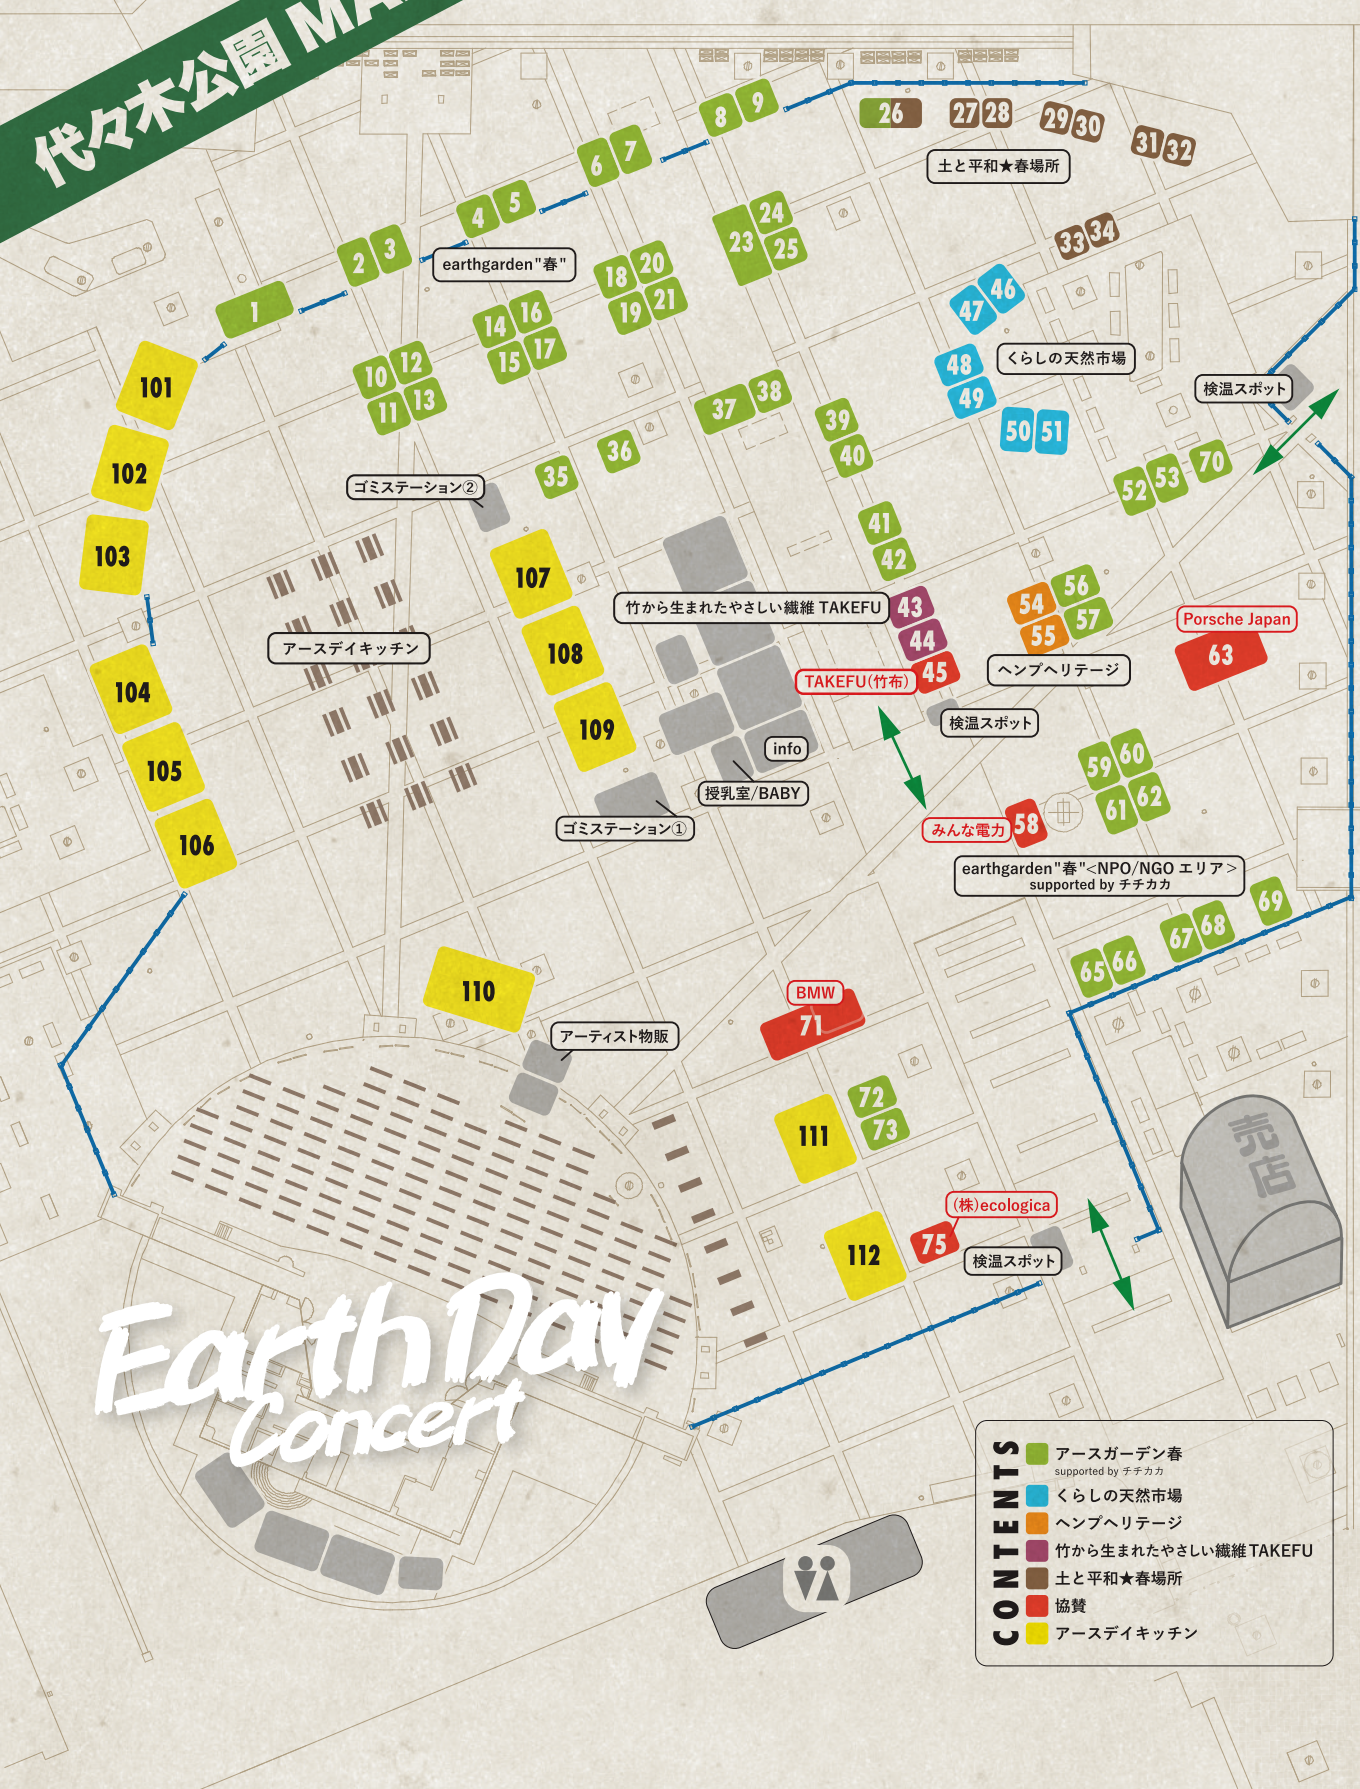 代々木公園 MA
8 9
26 27 28 29 30 31 32
土と平和★春場所
6 7
4 5
24
23 25
33 34
2 3
earthgarden"春"
18 20
19 21
46
47
1
14 16
15 17
くらしの天然市場
48
49
検温スポット
101
10 12
11 13
37 38
39
40
50 51
102
35 36
52 53 70
ゴミステーション②
103
107
41
42
アースデイキッチン
竹から生まれたやさしい繊維 TAKEFU
43
44
45
54 56
55 57
Porsche Japan
63
104
108
TAKEFU(竹布)
ヘンプヘリテージ
検温スポット
105
109
info
授乳室/BABY
59 60
61 62
ゴミステーション①
みんな電力
58
106
earthgarden"春"<NPO/NGO エリア>
supported by チチカカ
65 66 67 68 69
110
BMW
71
アーティスト物販
72
73
111
売店
(株)ecologica
75
112
検温スポット
Earth Day
Concert
CONTENTS
アースガーデン春
supported by チチカカ
くらしの天然市場
ヘンプヘリテージ
竹から生まれたやさしい繊維TAKEFU
土と平和★春場所
協賛
アースデイキッチン